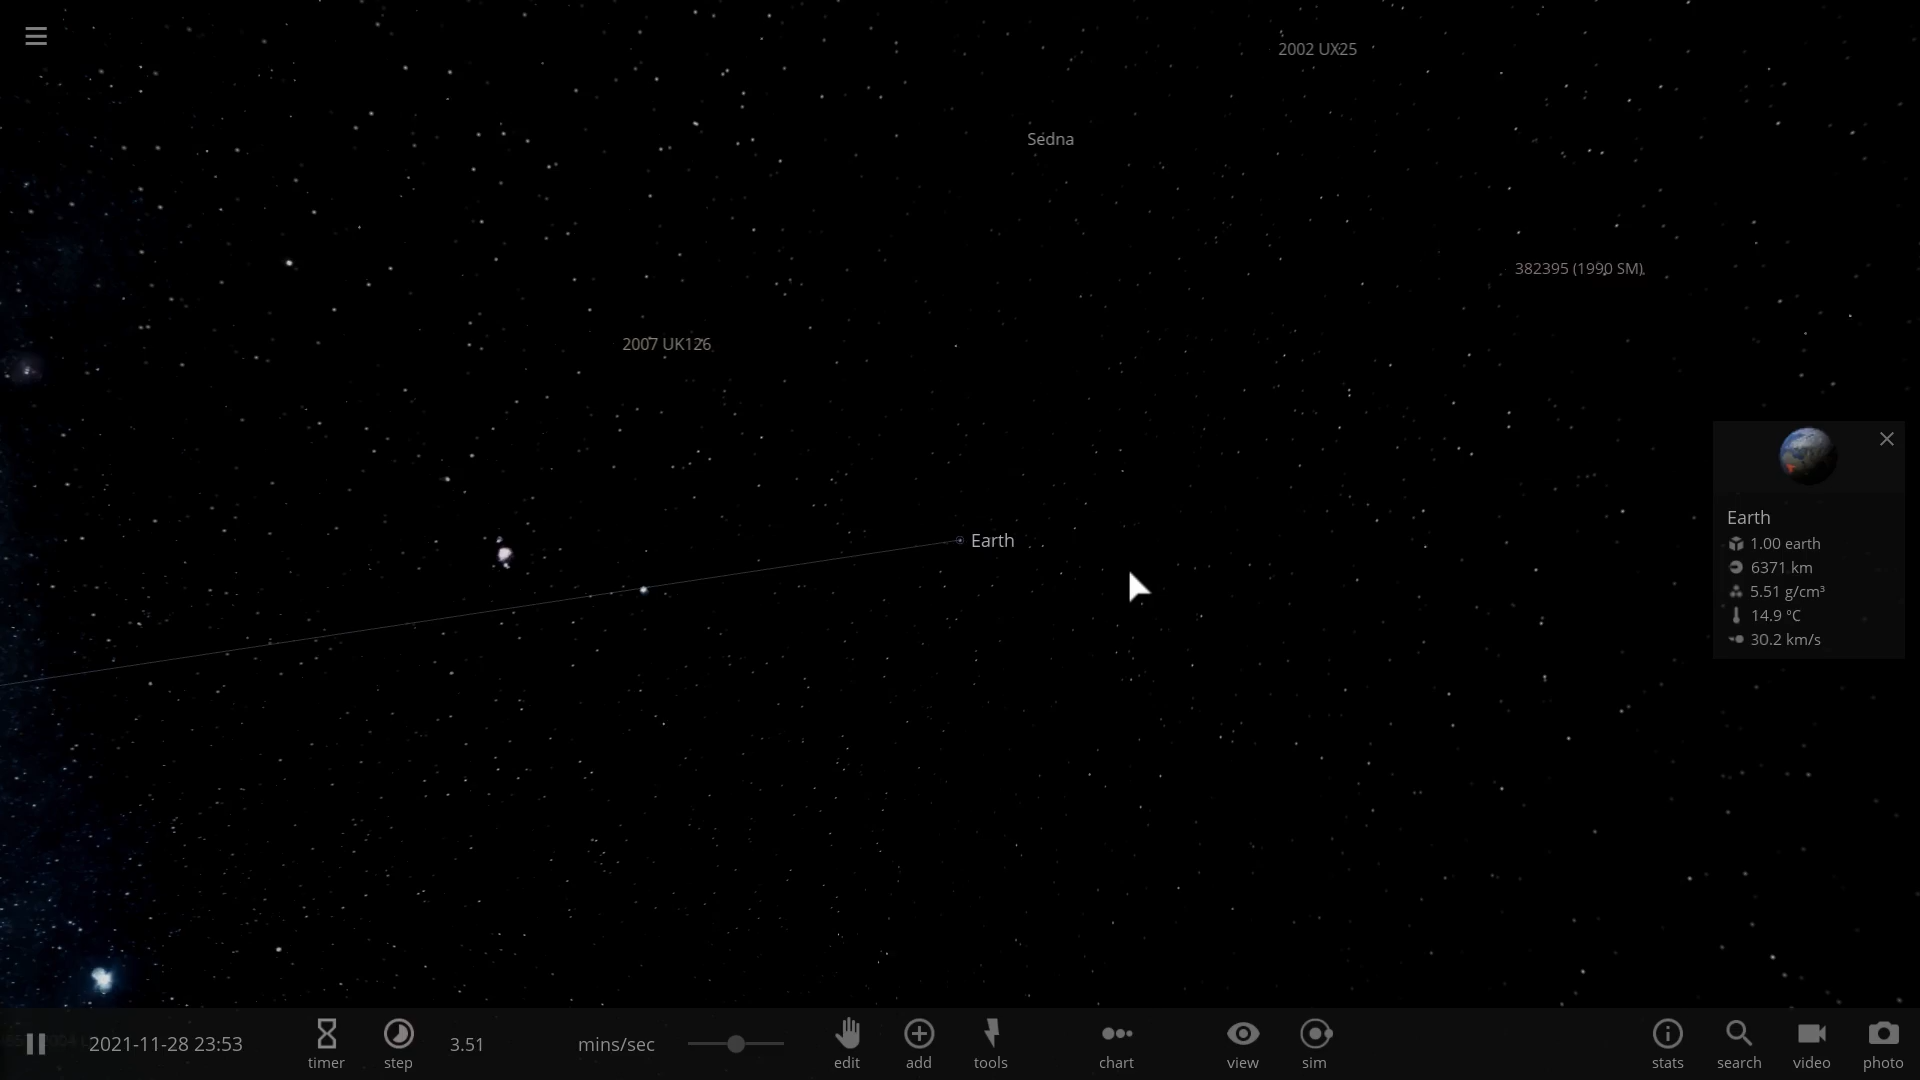 2002 UX25
Sedna
382395 (1990 SM)
2007 UK126
Earth
Earth
1.00 earth
6371 km
5.51 g/cm³
14.9 °C
30.2 km/s
2021-11-28 23:53
timer
step
3.51
mins/sec
edit
add
tools
chart
view
sim
stats
search
video
photo